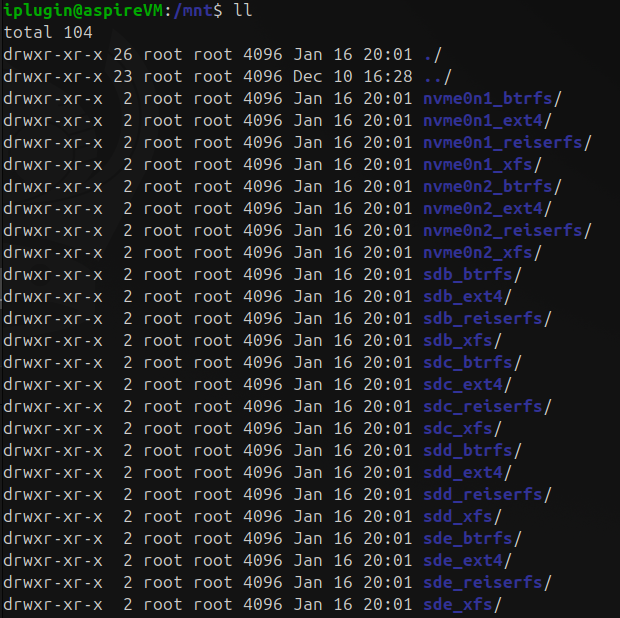 iplugin@aspireVM:/mnt$ ll
total 104
drwxr-xr-x 26 root root 4096 Jan 16 20:01 ./
drwxr-xr-x 23 root root 4096 Dec 10 16:28 ../
drwxr-xr-x  2 root root 4096 Jan 16 20:01 nvme0n1_btrfs/
drwxr-xr-x  2 root root 4096 Jan 16 20:01 nvme0n1_ext4/
drwxr-xr-x  2 root root 4096 Jan 16 20:01 nvme0n1_reiserfs/
drwxr-xr-x  2 root root 4096 Jan 16 20:01 nvme0n1_xfs/
drwxr-xr-x  2 root root 4096 Jan 16 20:01 nvme0n2_btrfs/
drwxr-xr-x  2 root root 4096 Jan 16 20:01 nvme0n2_ext4/
drwxr-xr-x  2 root root 4096 Jan 16 20:01 nvme0n2_reiserfs/
drwxr-xr-x  2 root root 4096 Jan 16 20:01 nvme0n2_xfs/
drwxr-xr-x  2 root root 4096 Jan 16 20:01 sdb_btrfs/
drwxr-xr-x  2 root root 4096 Jan 16 20:01 sdb_ext4/
drwxr-xr-x  2 root root 4096 Jan 16 20:01 sdb_reiserfs/
drwxr-xr-x  2 root root 4096 Jan 16 20:01 sdb_xfs/
drwxr-xr-x  2 root root 4096 Jan 16 20:01 sdc_btrfs/
drwxr-xr-x  2 root root 4096 Jan 16 20:01 sdc_ext4/
drwxr-xr-x  2 root root 4096 Jan 16 20:01 sdc_reiserfs/
drwxr-xr-x  2 root root 4096 Jan 16 20:01 sdc_xfs/
drwxr-xr-x  2 root root 4096 Jan 16 20:01 sdd_btrfs/
drwxr-xr-x  2 root root 4096 Jan 16 20:01 sdd_ext4/
drwxr-xr-x  2 root root 4096 Jan 16 20:01 sdd_reiserfs/
drwxr-xr-x  2 root root 4096 Jan 16 20:01 sdd_xfs/
drwxr-xr-x  2 root root 4096 Jan 16 20:01 sde_btrfs/
drwxr-xr-x  2 root root 4096 Jan 16 20:01 sde_ext4/
drwxr-xr-x  2 root root 4096 Jan 16 20:01 sde_reiserfs/
drwxr-xr-x  2 root root 4096 Jan 16 20:01 sde_xfs/